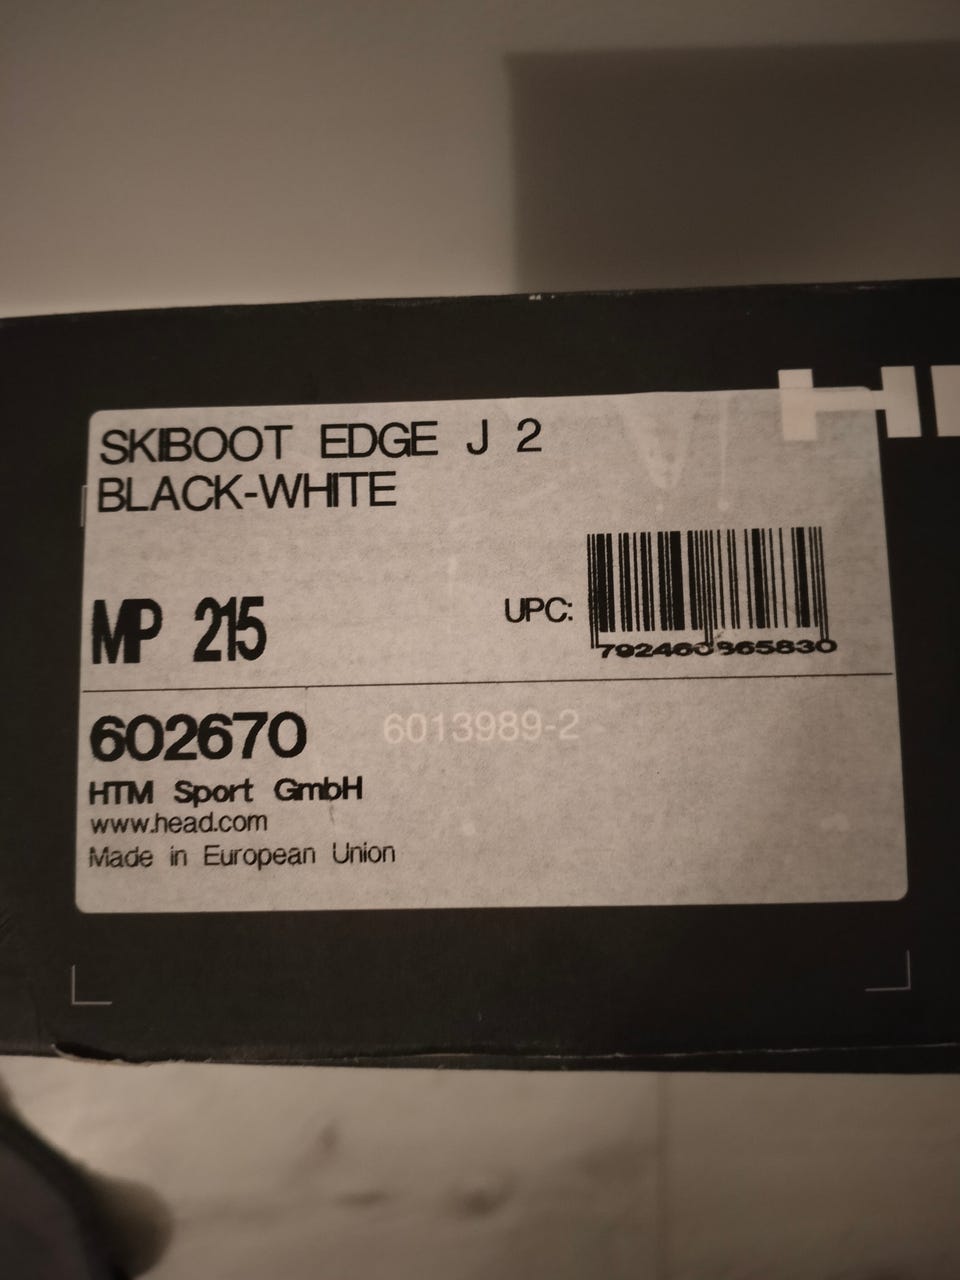 SKIBOOT EDGE J 2
BLACK-WHITE
MP 215
UPC:
792460965830
602670
6013989-2
HTM Sport GmbH
www.head.com
Made in European Union